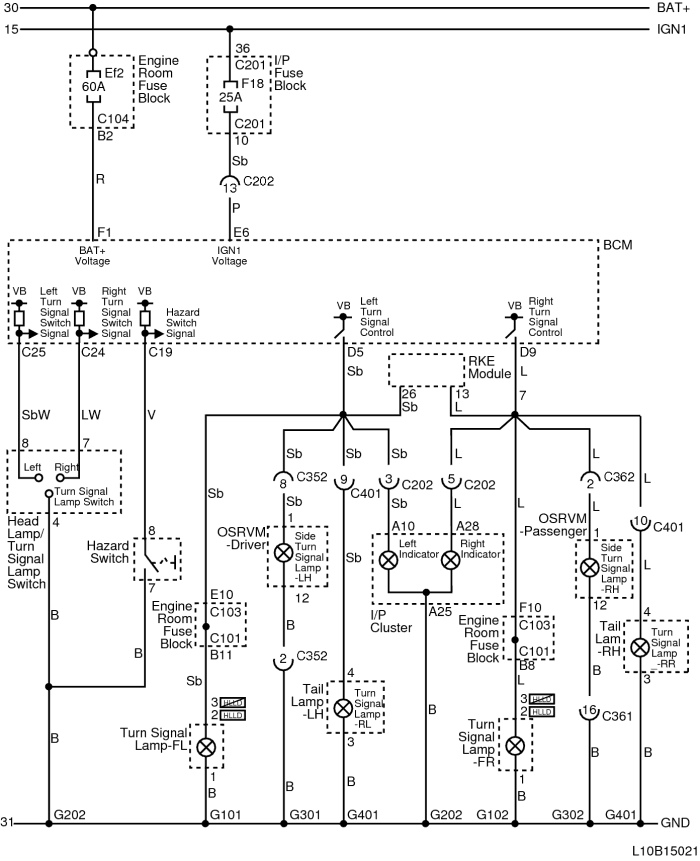 30
BAT+
15
IGN1
Ef2
60A
C104
B2
Engine
Room
Fuse
Block
36
C201
F18
25A
C201
10
I/P
Fuse
Block
Sb
13
C202
R
P
F1
E6
BCM
BAT+
Voltage
IGN1
Voltage
VB
Left
Turn
Signal
Switch
Signal
VB
Right
Turn
Signal
Switch
Signal
VB
Hazard
Switch
Signal
VB
Left
Turn
Signal
Control
VB
Right
Turn
Signal
Control
C25
C24
C19
D5
D9
Sb
RKE
Module
L
26
13
Sb
L
7
SbW
LW
V
8
7
Left
Right
Turn Signal
Lamp Switch
4
Head
Lamp/
Turn
Signal
Lamp
Switch
Hazard
Switch
8
7
B
B
B
Sb
E10
C103
C101
B11
Engine
Room
Fuse
Block
Sb
3 HLLD
2 HLLD
Turn Signal
Lamp-FL
1
B
Sb
8
C352
Sb
1
OSRVM
-Driver
Side
Turn
Signal
Lamp
-LH
12
B
2
C352
B
Sb
9
C401
Sb
4
Tail
Lamp
-LH
Turn
Signal
Lamp
-RL
3
B
Sb
3
C202
Sb
A10
Left
Indicator
L
5
C202
L
A28
Right
Indicator
I/P
Cluster
A25
B
L
F10
C103
C101
B8
Engine
Room
Fuse
Block
L
3 HLLD
2 HLLD
Turn
Signal
Lamp
-FR
1
B
L
2
C362
L
1
OSRVM
-Passenger
Side
Turn
Signal
Lamp
-RH
12
B
16
C361
B
L
10
C401
L
4
Tail
Lam
-RH
Turn
Signal
Lamp
_-RR
3
B
31
G202
G101
G301
G401
G202
G102
G302
G401
GND
L10B15021